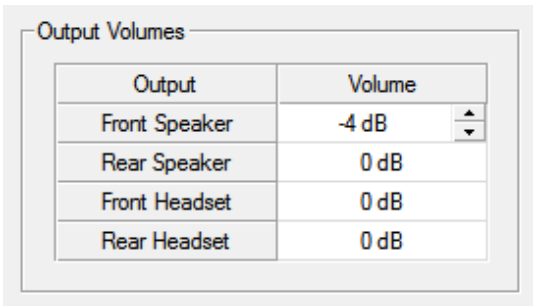 Output Volumes
Output Volume
Front Speaker -4 dB
Rear Speaker 0 dB
Front Headset 0 dB
Rear Headset 0 dB